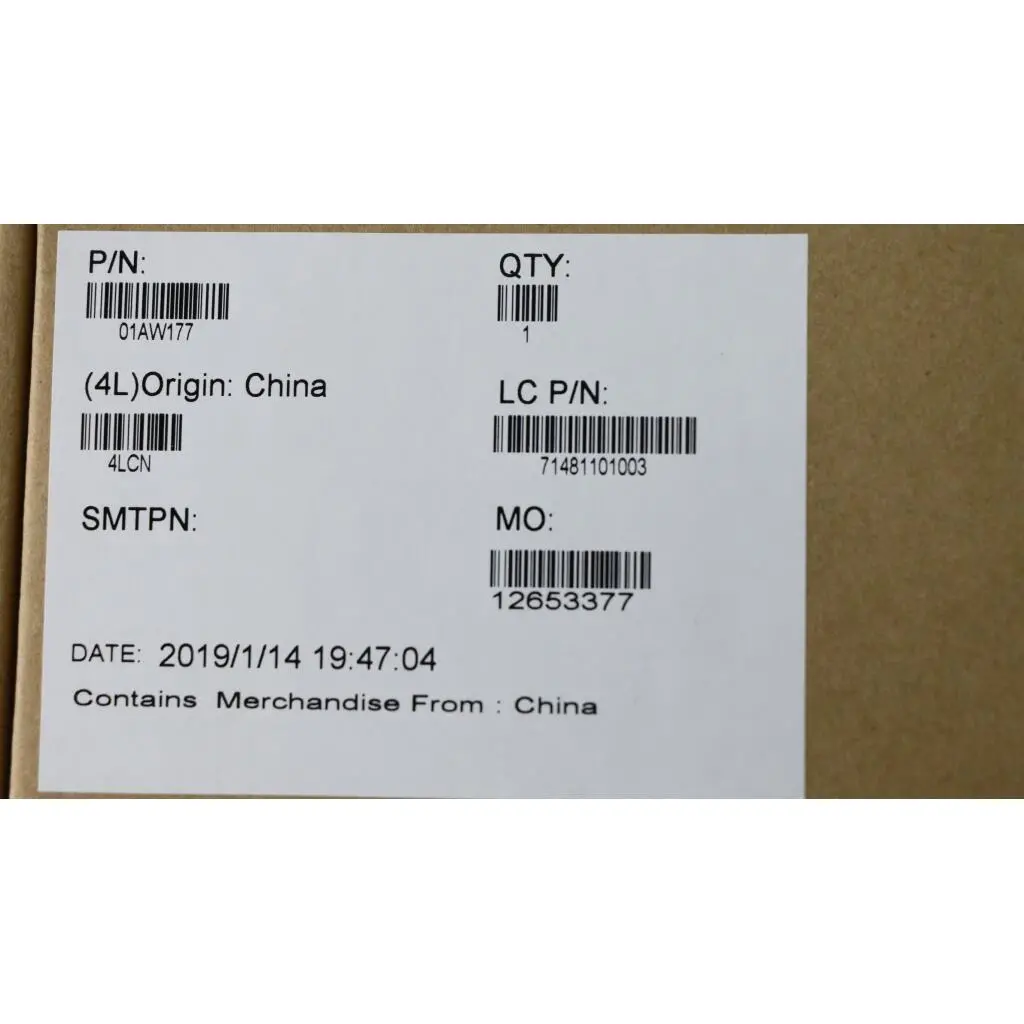 P/N:
01AW177
QTY:
1
(4L)Origin: China
4LCN
LC P/N:
71481101003
SMTPN:
MO:
12653377
DATE: 2019/1/14 19:47:04
Contains Merchandise From : China